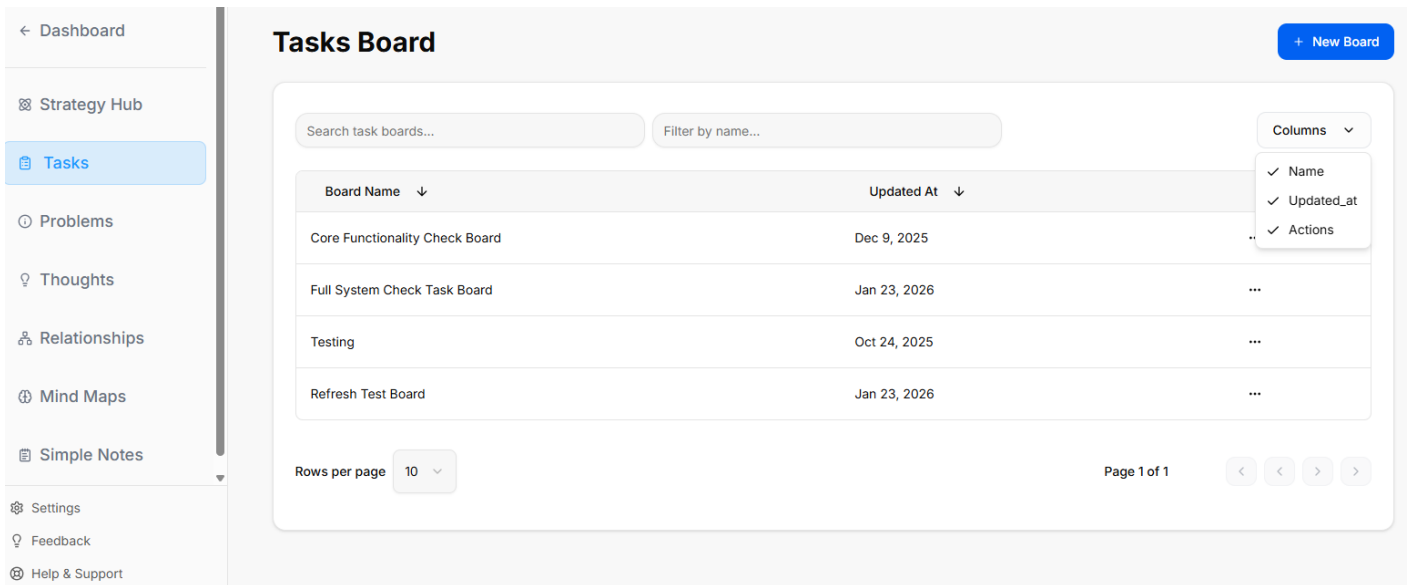 Dashboard
Strategy Hub
Tasks
Problems
Thoughts
Relationships
Mind Maps
Simple Notes
Settings
Feedback
Help & Support
Tasks Board
+ New Board
Search task boards...
Filter by name...
Columns
Name
Updated_at
Actions
Board Name
Updated At
Core Functionality Check Board
Dec 9, 2025
Full System Check Task Board
Jan 23, 2026
Testing
Oct 24, 2025
Refresh Test Board
Jan 23, 2026
Rows per page
10
Page 1 of 1